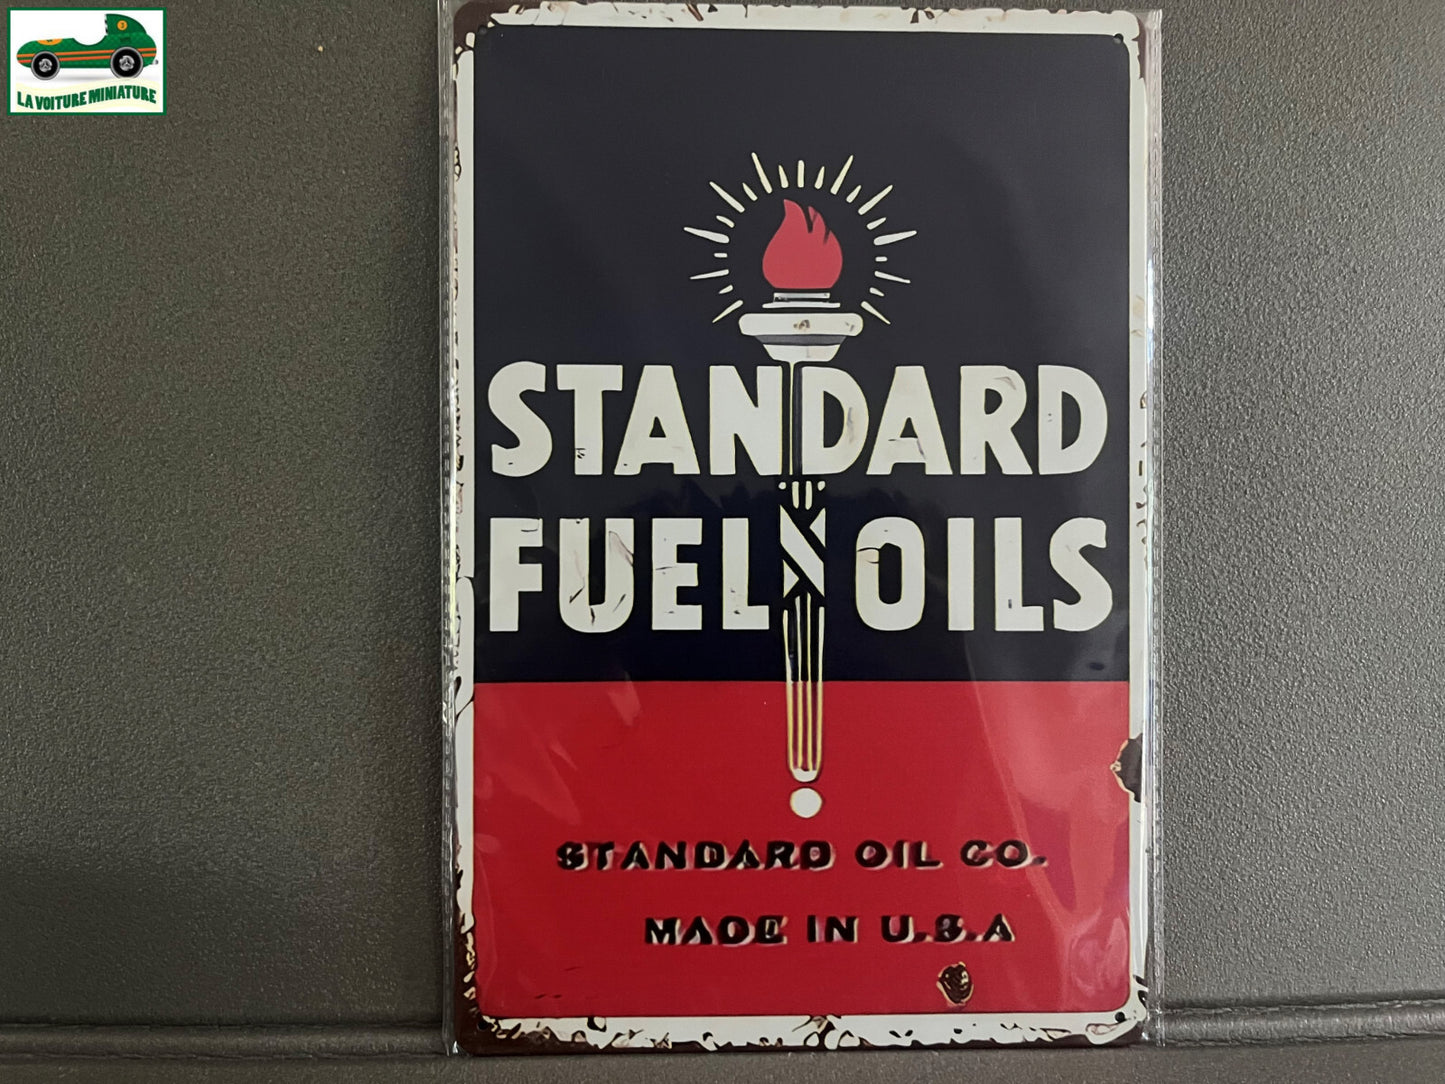 LA VOITURE MINIATURE
STANDARD
FUEL OILS
STANDARD OIL CO.
MADE IN U.S.A